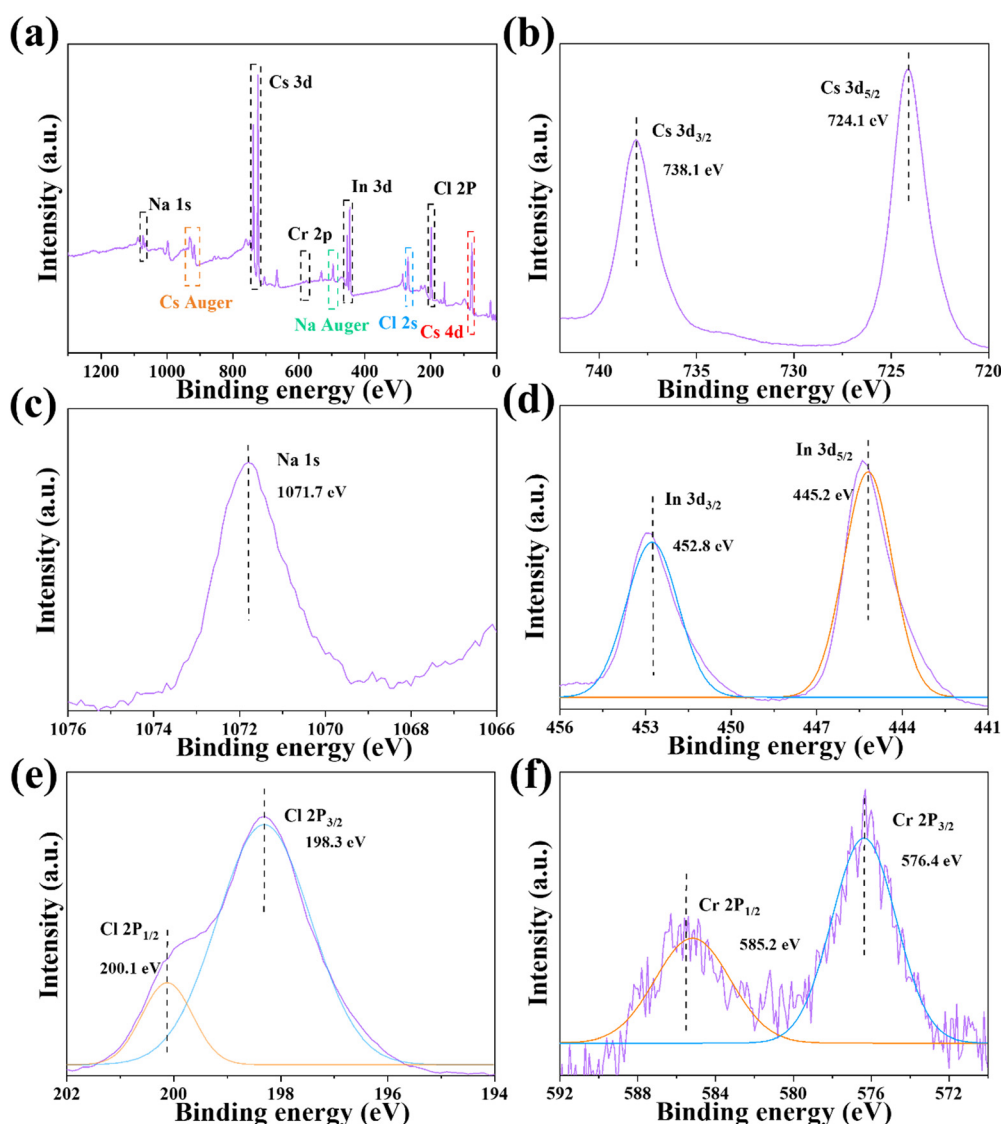 (a)
Cs 3d
Na 1s
Cr 2p
In 3d
Cl 2P
Cs Auger
Na Auger
Cl 2s
Cs 4d
1200 1000 800 600 400 200 0
Binding energy (eV)
Intensity (a.u.)
(b)
Cs 3d3/2
738.1 eV
Cs 3d5/2
724.1 eV
740 735 730 725 720
Binding energy (eV)
Intensity (a.u.)
(c)
Na 1s
1071.7 eV
1076 1074 1072 1070 1068 1066
Binding energy (eV)
Intensity (a.u.)
(d)
In 3d3/2
452.8 eV
In 3d5/2
445.2 eV
456 453 450 447 444 441
Binding energy (eV)
Intensity (a.u.)
(e)
Cl 2P3/2
198.3 eV
Cl 2P1/2
200.1 eV
202 200 198 196 194
Binding energy (eV)
Intensity (a.u.)
(f)
Cr 2P3/2
576.4 eV
Cr 2P1/2
585.2 eV
592 588 584 580 576 572
Binding energy (eV)
Intensity (a.u.)